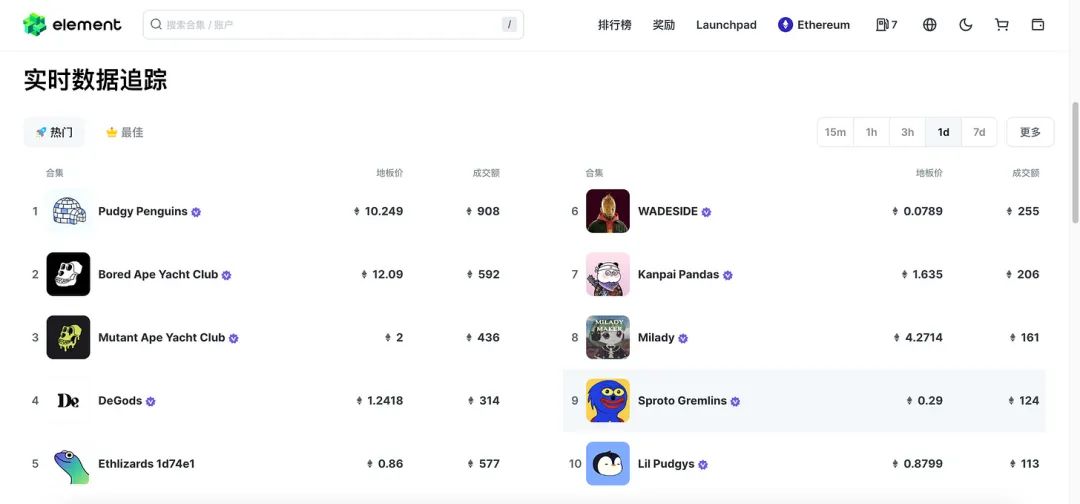 element
搜索合集 / 账户
/
排行榜 奖励 Launchpad Ethereum 7
实时数据追踪
热门 最佳
15m 1h 3h 1d 7d 更多
合集 地板价 成交额
1 Pudgy Penguins 10.249 908
2 Bored Ape Yacht Club 12.09 592
3 Mutant Ape Yacht Club 2 436
4 De DeGods 1.2418 314
5 Ethlizards 1d74e1 0.86 577
合集 地板价 成交额
6 WADESIDE 0.0789 255
7 Kanpai Pandas 1.635 206
8 MILADY MAKER Milady 4.2714 161
9 Sproto Gremlins 0.29 124
10 Lil Pudgys 0.8799 113